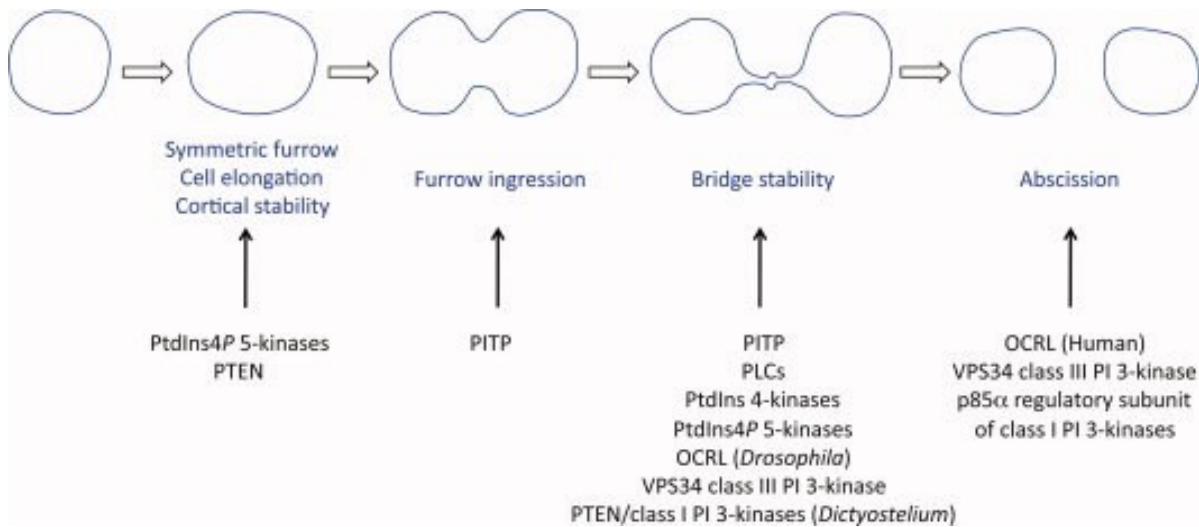 Symmetric furrow
Cell elongation
Cortical stability
Furrow ingression
Bridge stability
Abscission
PtdIns4P 5-kinases
PTEN
PITP
PITP
PLCs
PtdIns 4-kinases
PtdIns4P 5-kinases
OCRL (Drosophila)
VPS34 class III PI 3-kinase
PTEN/class I PI 3-kinases (Dictyostelium)
OCRL (Human)
VPS34 class III PI 3-kinase
p85α regulatory subunit
of class I PI 3-kinases